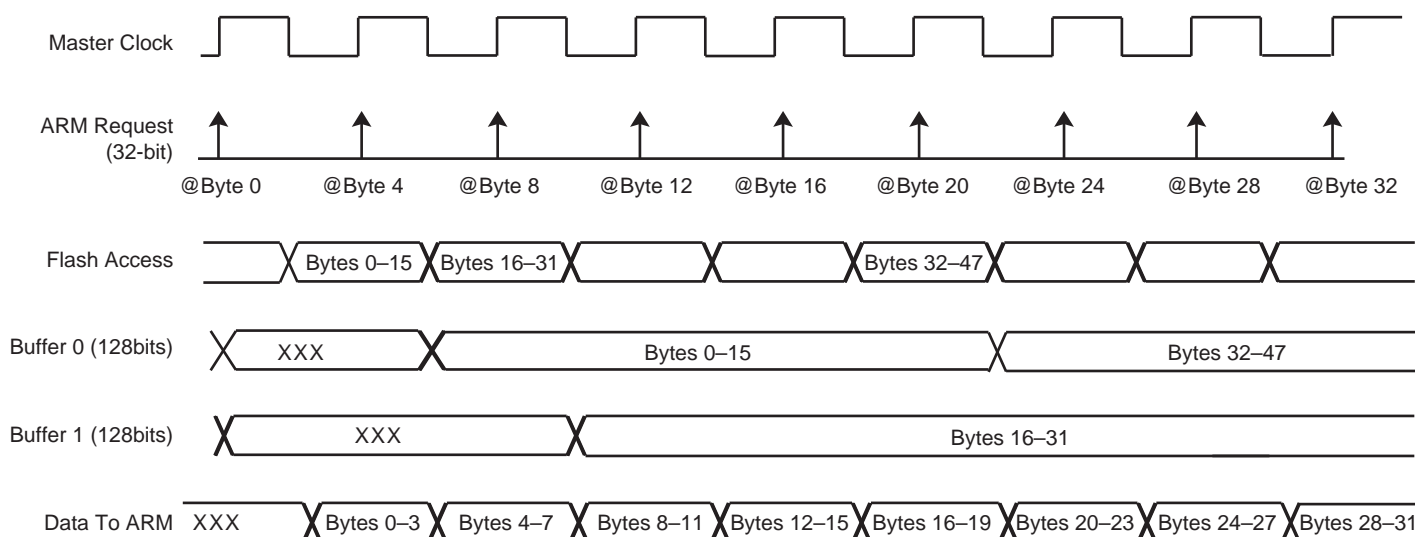 Master Clock
ARM Request
(32-bit)
@Byte 0 @Byte 4 @Byte 8 @Byte 12 @Byte 16 @Byte 20 @Byte 24 @Byte 28 @Byte 32
Flash Access Bytes 0–15 Bytes 16–31 Bytes 32–47
Buffer 0 (128bits) XXX Bytes 0–15 Bytes 32–47
Buffer 1 (128bits) XXX Bytes 16–31
Data To ARM XXX Bytes 0–3 Bytes 4–7 Bytes 8–11 Bytes 12–15 Bytes 16–19 Bytes 20–23 Bytes 24–27 Bytes 28–31